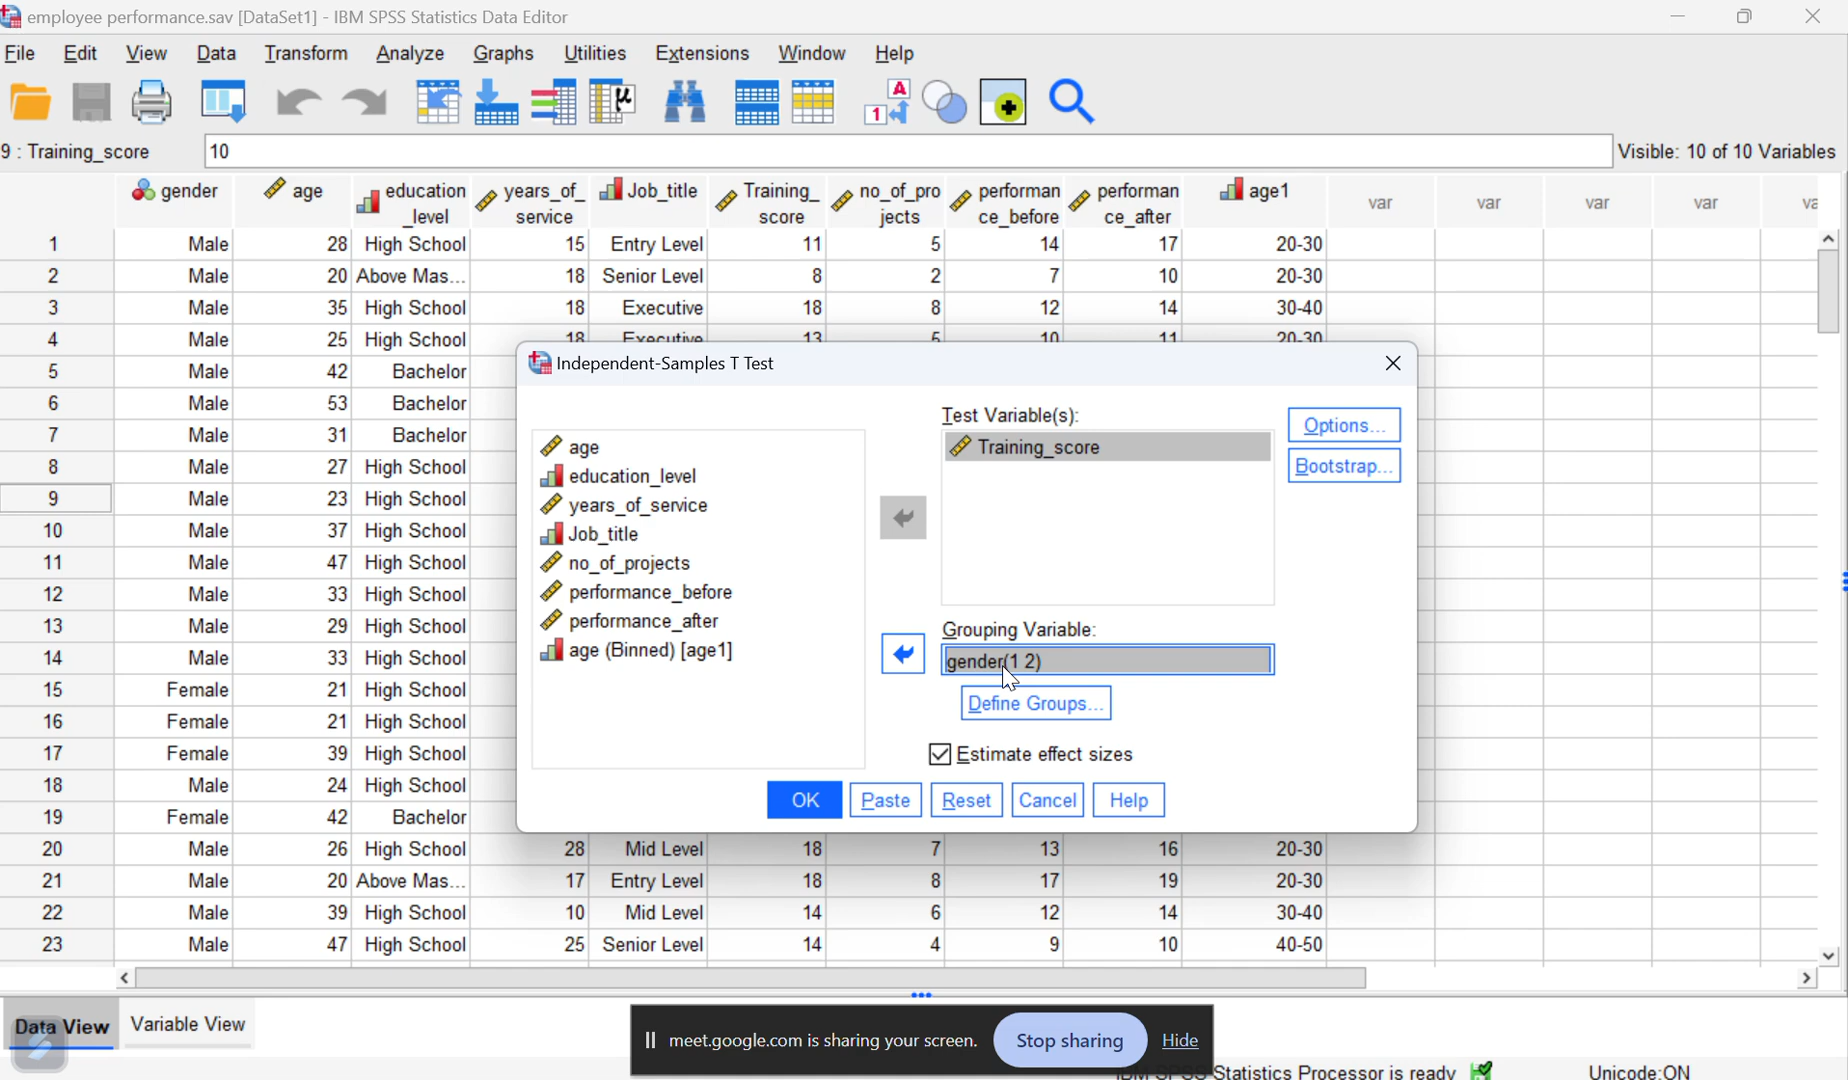 employee performance.sav [DataSet1] - IBM SPSS Statistics Data Editor
File Edit View Data Transform Analyze Graphs Utilities Extensions Window Help
9 : Training_score 10 Visible: 10 of 10 Variables
gender age education_level years_of_service Job_title Training_score no_of_projects performance_before performance_after age1 var var var var va
1 Male 28 High School 15 Entry Level 11 5 14 17 20-30
2 Male 20 Above Mas... 18 Senior Level 8 2 7 10 20-30
3 Male 35 High School 18 Executive 18 8 12 14 30-40
4 Male 25 High School 18 Executive 13 5 10 11 20-30
5 Male 42 Bachelor
6 Male 53 Bachelor
7 Male 31 Bachelor
8 Male 27 High School
9 Male 23 High School
10 Male 37 High School
11 Male 47 High School
12 Male 33 High School
13 Male 29 High School
14 Male 33 High School
15 Female 21 High School
16 Female 21 High School
17 Female 39 High School
18 Male 24 High School
19 Female 42 Bachelor
20 Male 26 High School 28 Mid Level 18 7 13 16 20-30
21 Male 20 Above Mas... 17 Entry Level 18 8 17 19 20-30
22 Male 39 High School 10 Mid Level 14 6 12 14 30-40
23 Male 47 High School 25 Senior Level 14 4 9 10 40-50
Independent-Samples T Test
age
education_level
years_of_service
Job_title
no_of_projects
performance_before
performance_after
age (Binned) [age1]
Test Variable(s):
Training_score
Options...
Bootstrap...
Grouping Variable:
gender(1 2)
Define Groups...
Estimate effect sizes
OK Paste Reset Cancel Help
Data View Variable View
meet.google.com is sharing your screen. Stop sharing Hide
IBM SPSS Statistics Processor is ready Unicode:ON